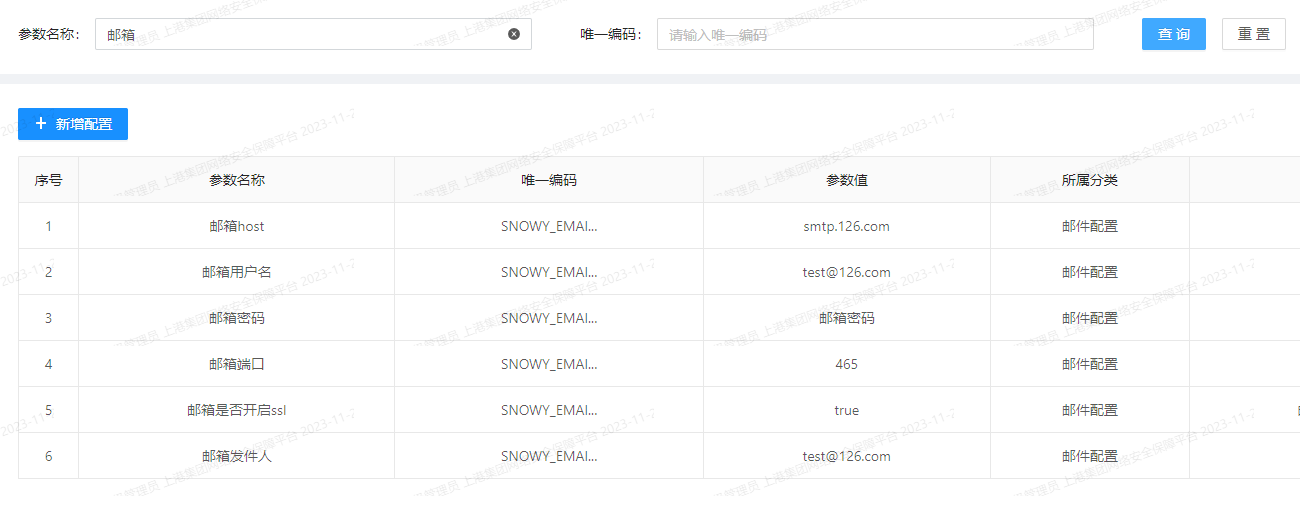 参数名称： 邮箱 唯一编码： 请输入唯一编码 查 询 重 置
+ 新增配置
序号 参数名称 唯一编码 参数值 所属分类
1 邮箱host SNOWY_EMAI... smtp.126.com 邮件配置
2 邮箱用户名 SNOWY_EMAI... test@126.com 邮件配置
3 邮箱密码 SNOWY_EMAI... 邮箱密码 邮件配置
4 邮箱端口 SNOWY_EMAI... 465 邮件配置
5 邮箱是否开启ssl SNOWY_EMAI... true 邮件配置
6 邮箱发件人 SNOWY_EMAI... test@126.com 邮件配置
管理员 上港集团网络安全保障平台 2023-11-7